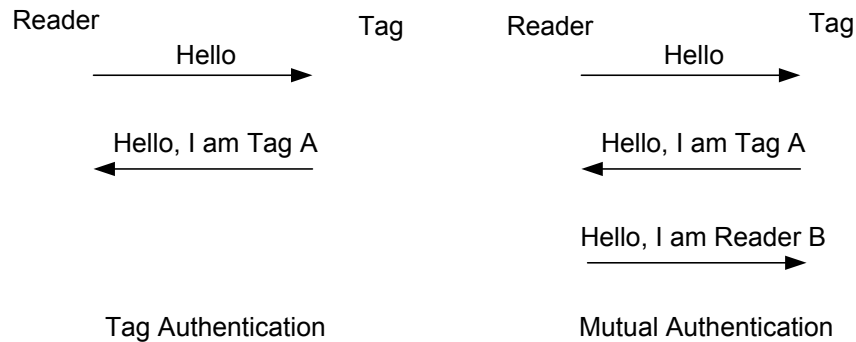 Reader
Tag
Hello
Hello, I am Tag A
Tag Authentication
Reader
Tag
Hello
Hello, I am Tag A
Hello, I am Reader B
Mutual Authentication